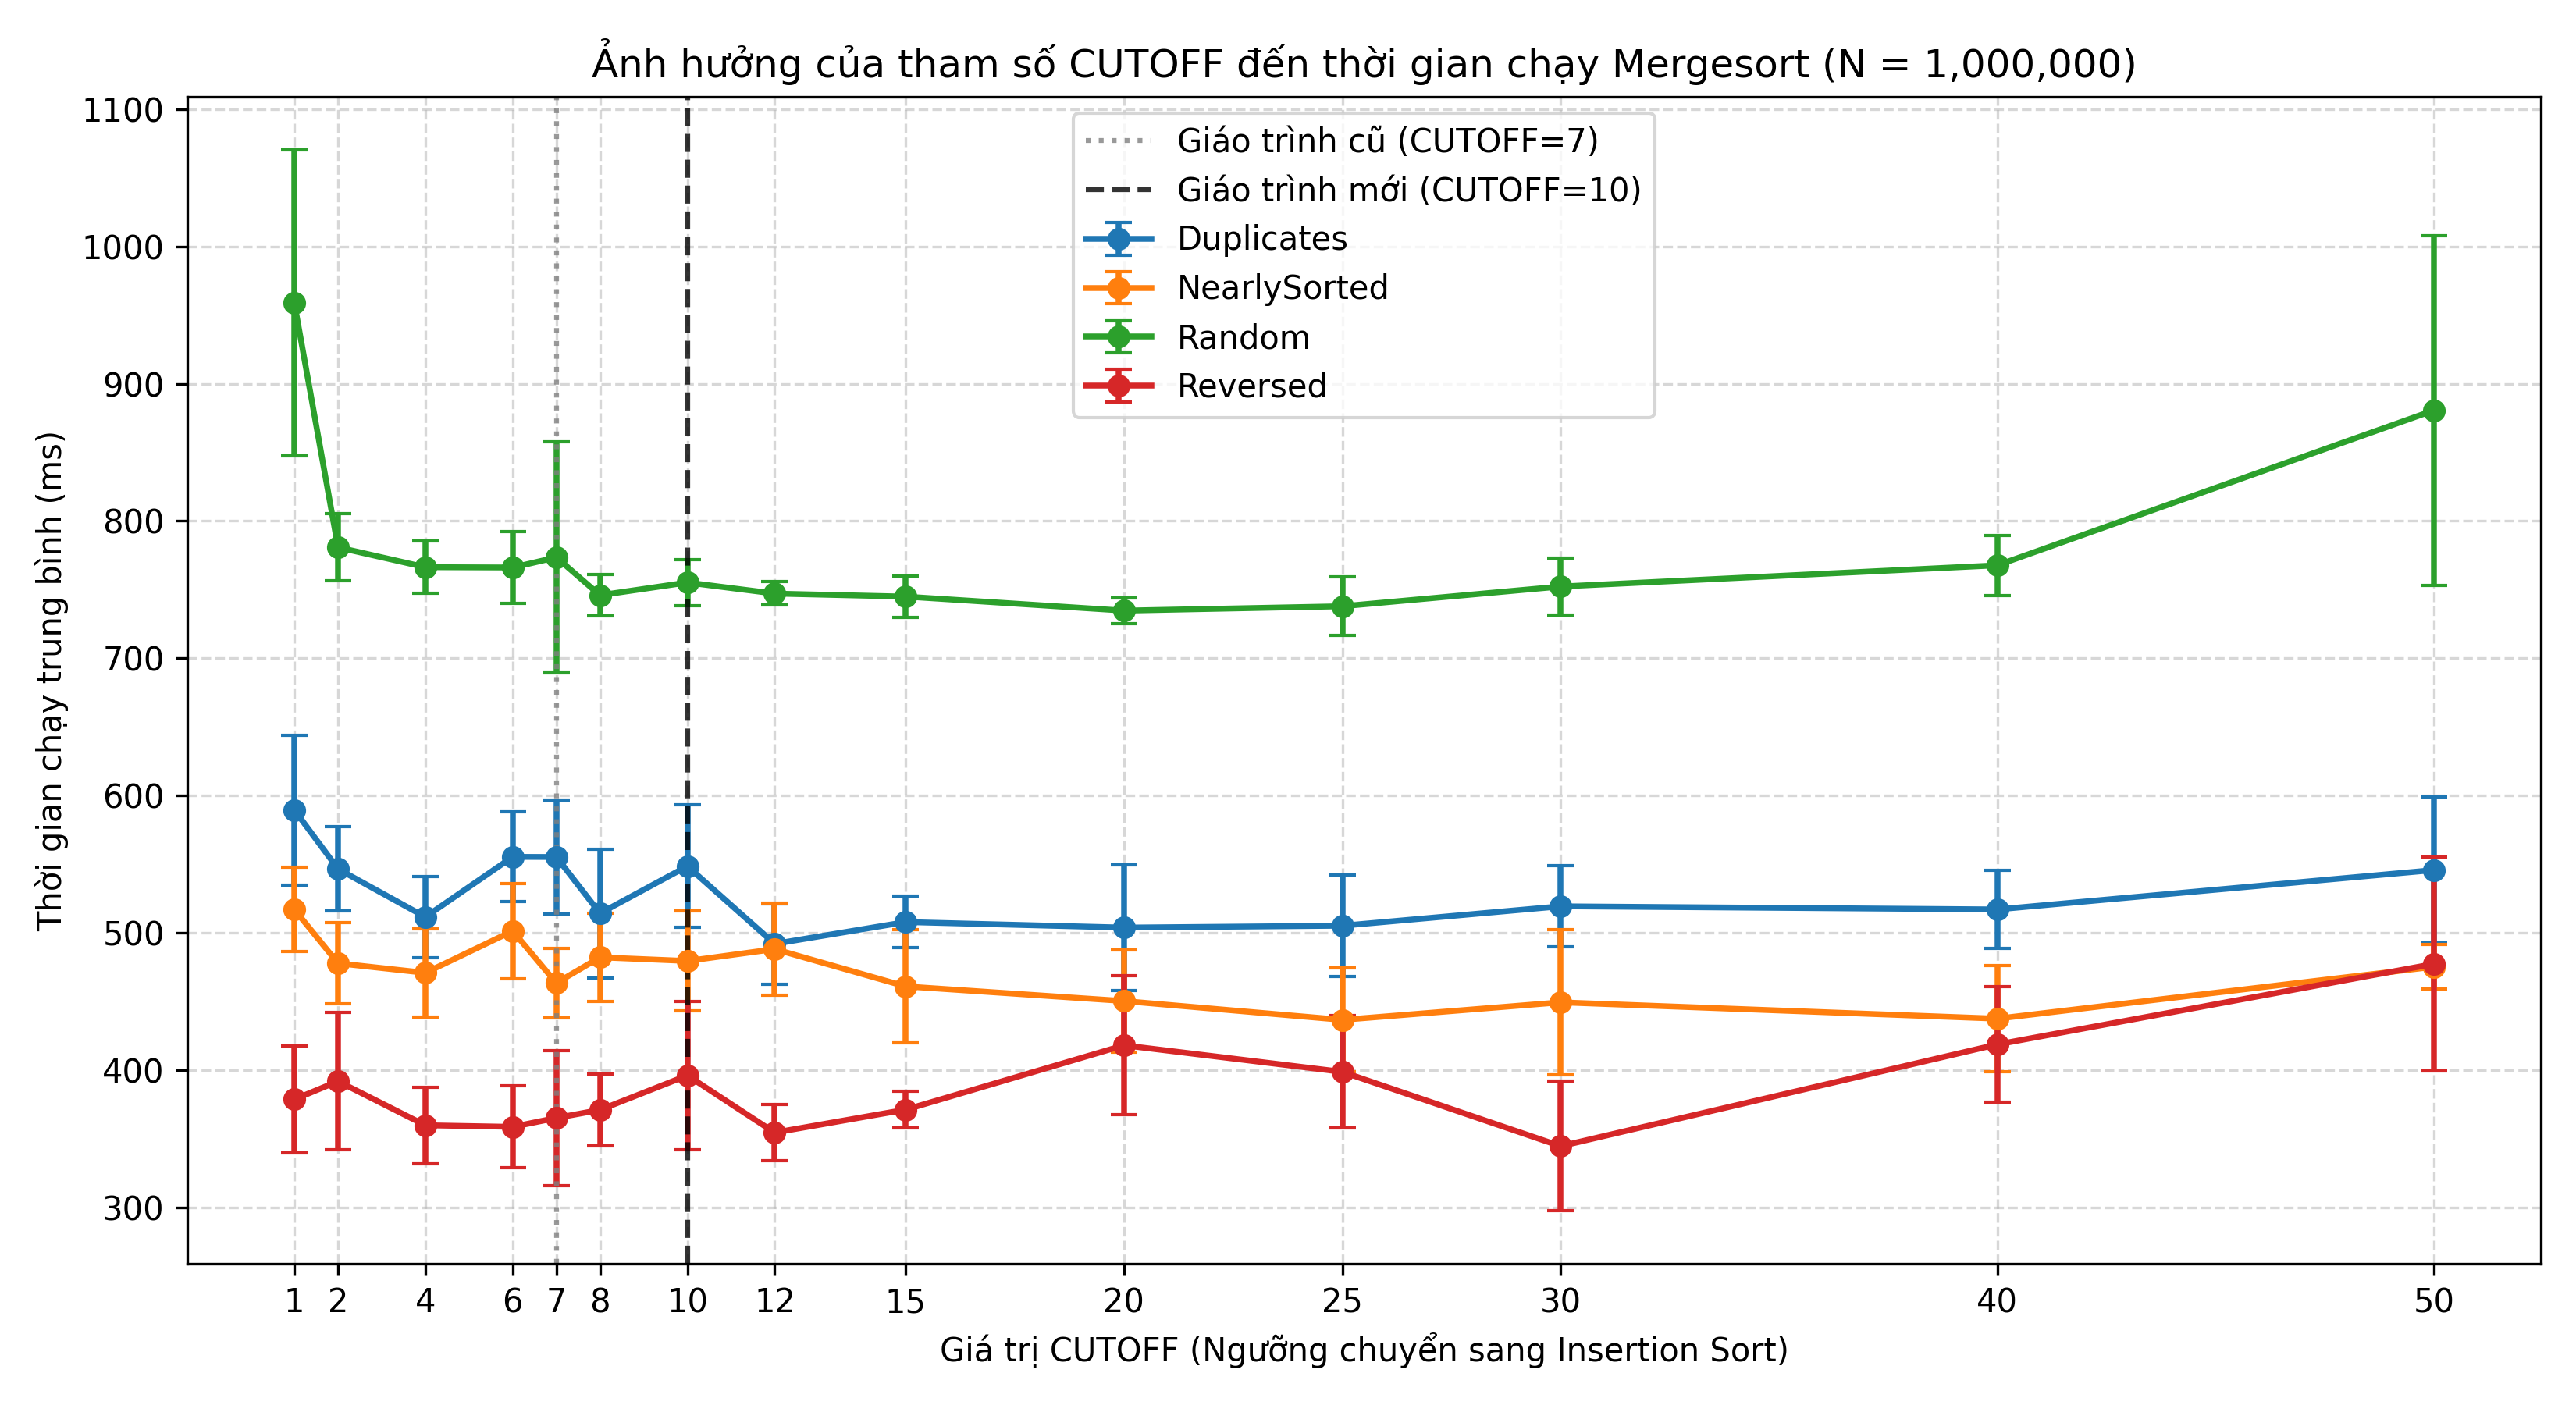 Ảnh hưởng của tham số CUTOFF đến thời gian chạy Mergesort (N = 1,000,000)
Thời gian chạy trung bình (ms)
1100
1000
900
800
700
600
500
400
300
Giáo trình cũ (CUTOFF=7)
Giáo trình mới (CUTOFF=10)
Duplicates
NearlySorted
Random
Reversed
1 2 4 6 7 8 10 12 15 20 25 30 40 50
Giá trị CUTOFF (Ngưỡng chuyển sang Insertion Sort)